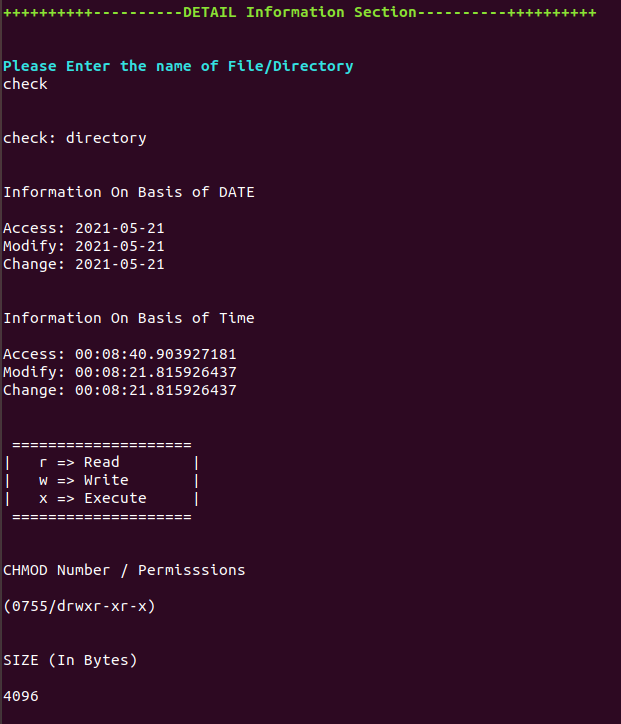 ++++++++++----------DETAIL Information Section----------++++++++++
Please Enter the name of File/Directory
check
check: directory
Information On Basis of DATE
Access: 2021-05-21
Modify: 2021-05-21
Change: 2021-05-21
Information On Basis of Time
Access: 00:08:40.903927181
Modify: 00:08:21.815926437
Change: 00:08:21.815926437
====================
|   r => Read        |
|   w => Write       |
|   x => Execute     |
====================
CHMOD Number / Permisssions
(0755/drwxr-xr-x)
SIZE (In Bytes)
4096